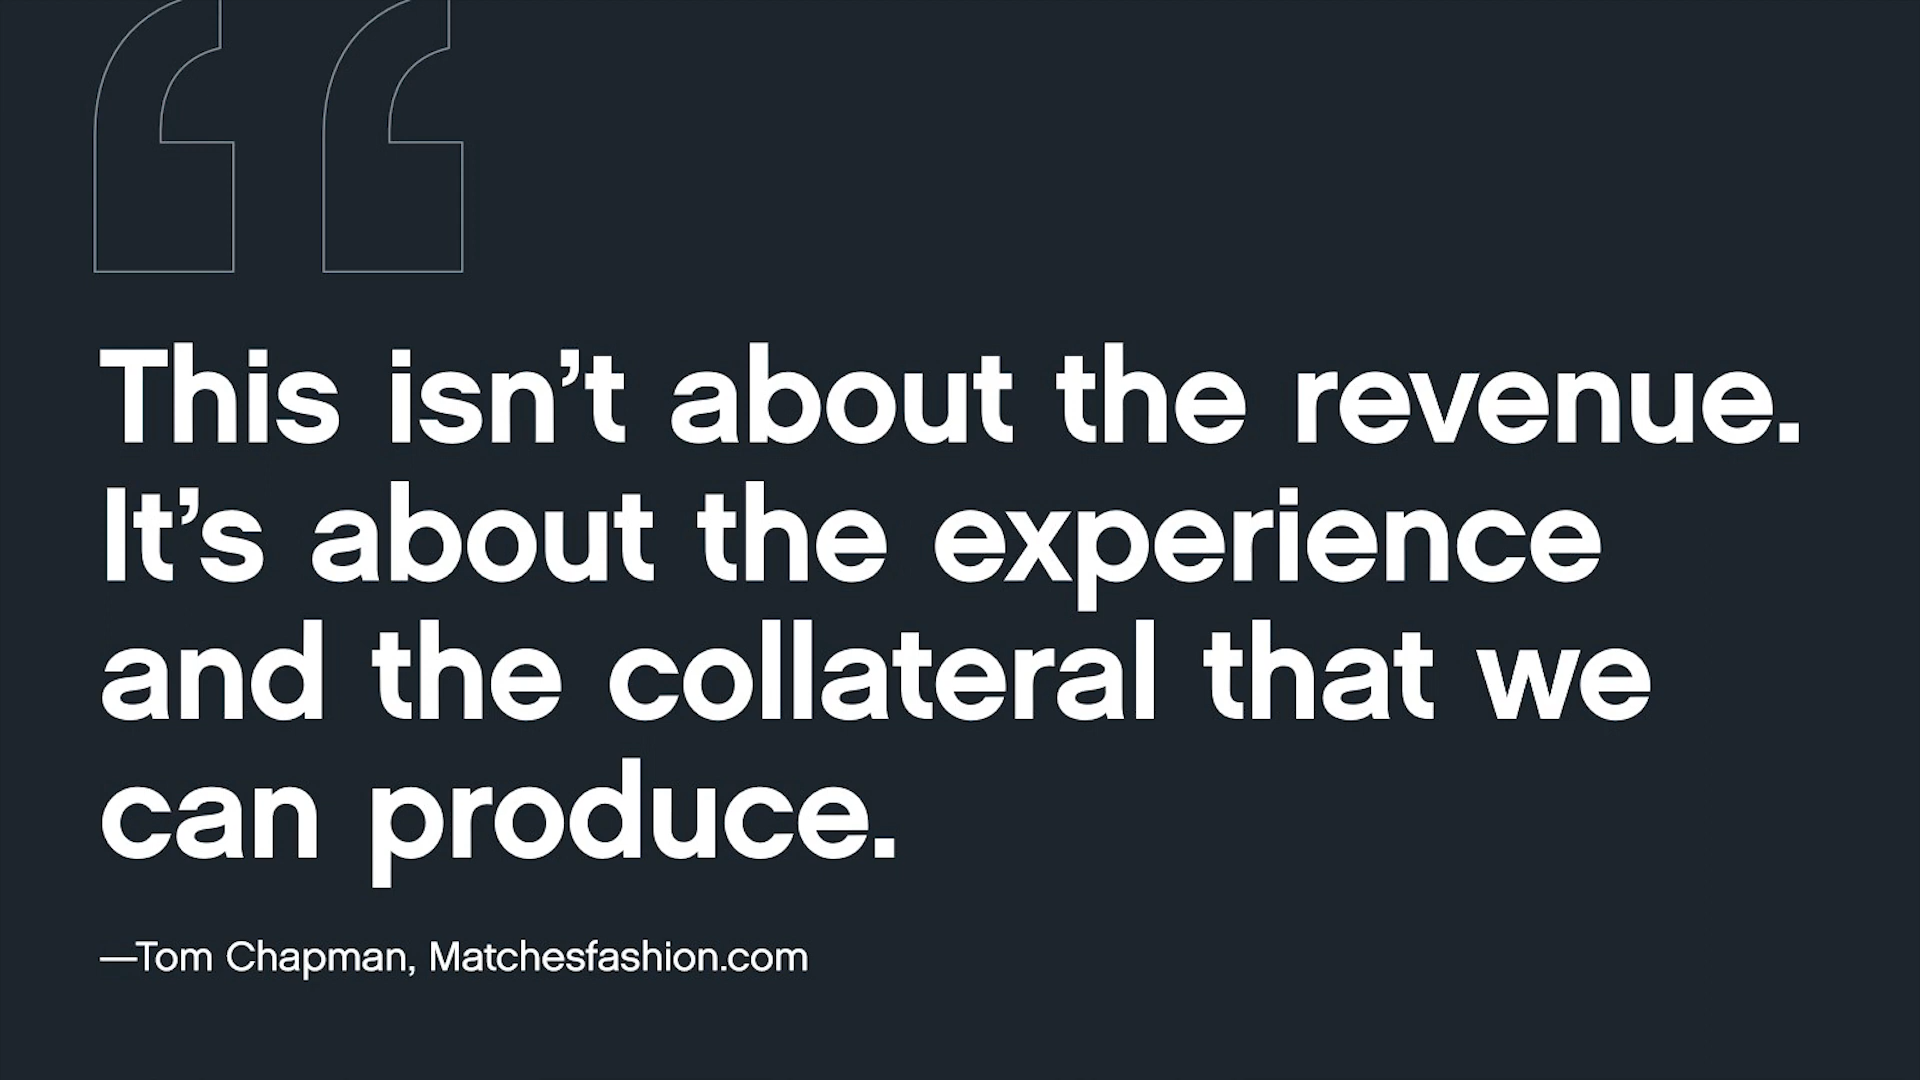 This isn’t about the revenue.
It’s about the experience
and the collateral that we
can produce.
—Tom Chapman, Matchesfashion.com